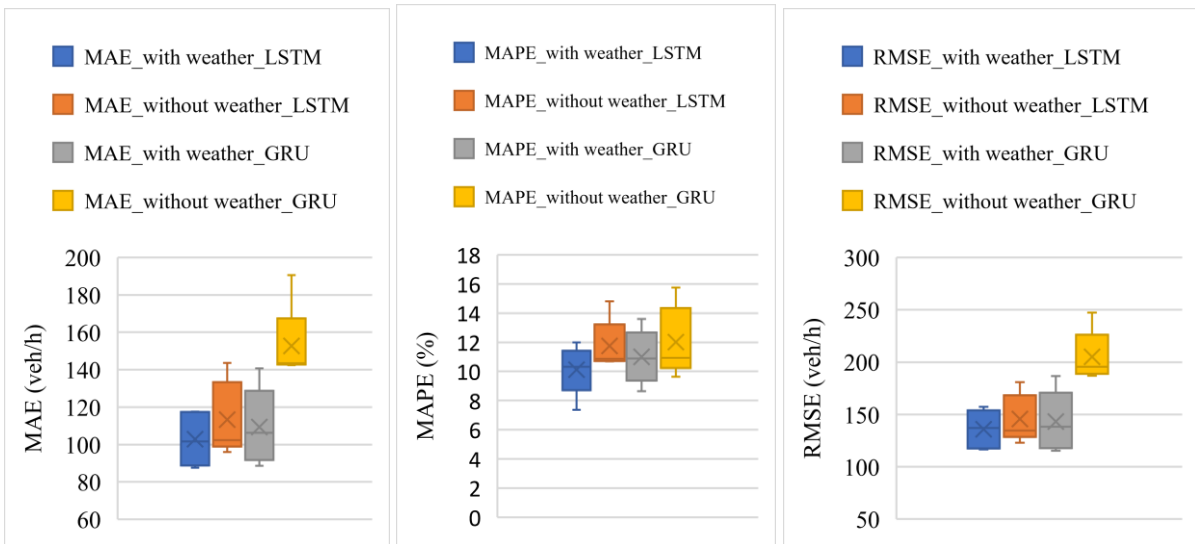 MAE_with weather_LSTM
MAE_without weather_LSTM
MAE_with weather_GRU
MAE_without weather_GRU
200
180
160
140
120
100
80
60
MAE (veh/h)
MAPE_with weather_LSTM
MAPE_without weather_LSTM
MAPE_with weather_GRU
MAPE_without weather_GRU
18
16
14
12
10
8
6
4
2
0
MAPE (%)
RMSE_with weather_LSTM
RMSE_without weather_LSTM
RMSE_with weather_GRU
RMSE_without weather_GRU
300
250
200
150
100
50
RMSE (veh/h)